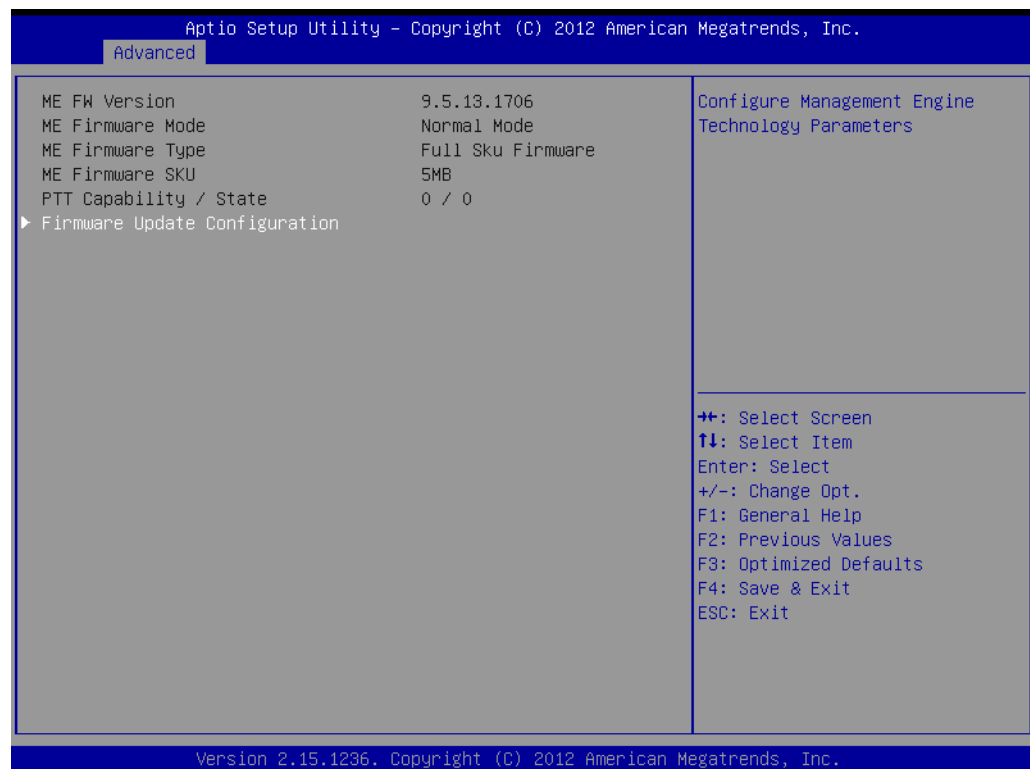 Aptio Setup Utility – Copyright (C) 2012 American Megatrends, Inc.
Advanced
ME FW Version 9.5.13.1706
ME Firmware Mode Normal Mode
ME Firmware Type Full Sku Firmware
ME Firmware SKU 5MB
PTT Capability / State 0 / 0
Firmware Update Configuration
Configure Management Engine
Technology Parameters
→←: Select Screen
↑↓: Select Item
Enter: Select
+/-: Change Opt.
F1: General Help
F2: Previous Values
F3: Optimized Defaults
F4: Save & Exit
ESC: Exit
Version 2.15.1236. Copyright (C) 2012 American Megatrends, Inc.